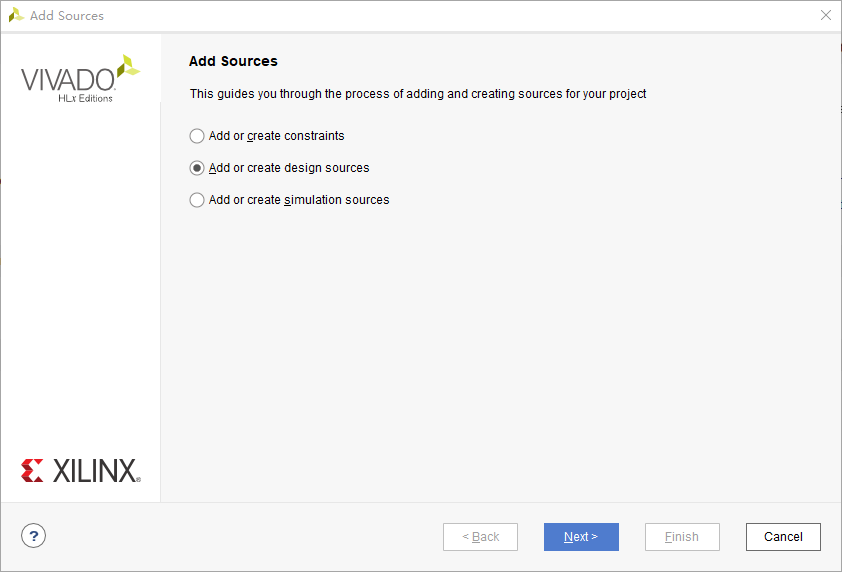 Add Sources
VIVADO.
HLx Editions
Add Sources
This guides you through the process of adding and creating sources for your project
Add or create constraints
Add or create design sources
Add or create simulation sources
XILINX®
?
< Back
Next >
Finish
Cancel